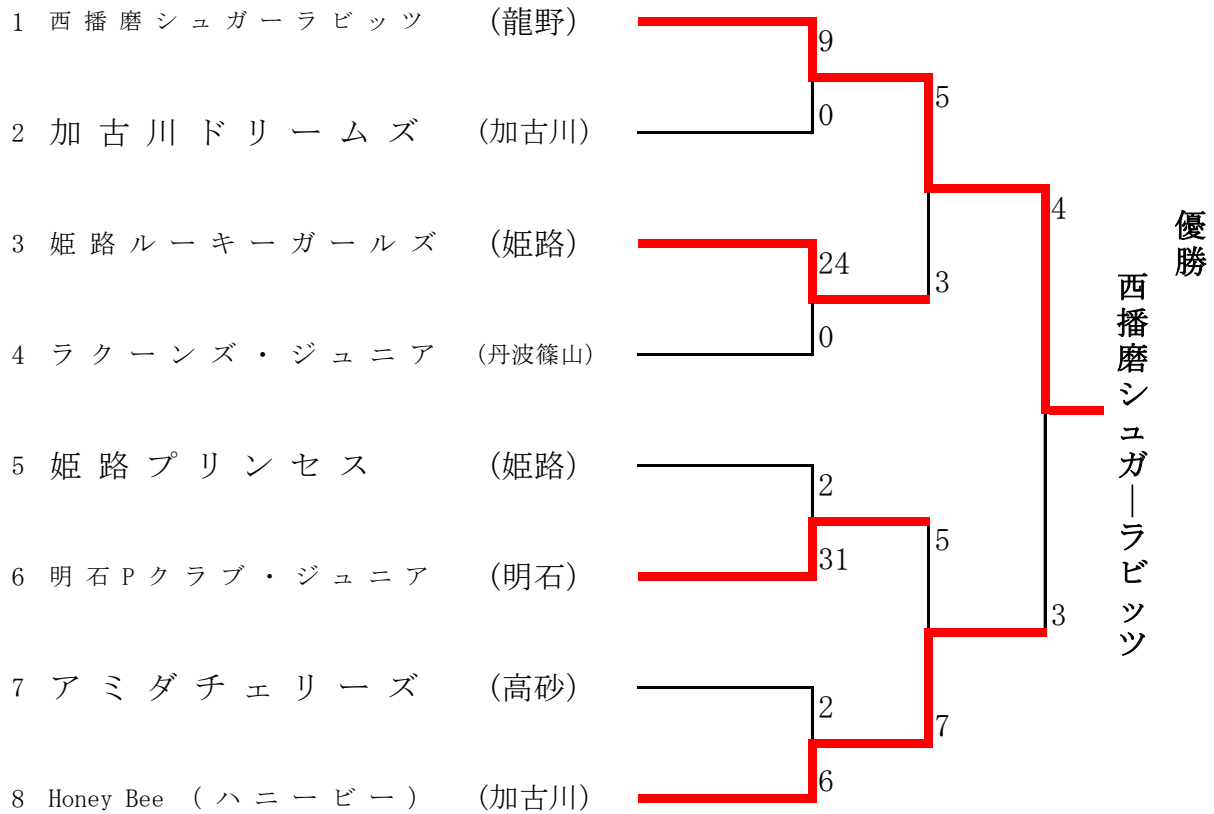 1 西播磨シュガーラビッツ (龍野)
9
5
0
2 加古川ドリームズ (加古川)
4
3 姫路ルーキーガールズ (姫路)
24
3
0
4 ラクーンズ・ジュニア (丹波篠山)
優勝
西播磨シュガーラビッツ
5 姫路プリンセス (姫路)
2
5
31
6 明石Pクラブ・ジュニア (明石)
3
7 アミダチェリーズ (高砂)
2
7
6
8 Honey Bee (ハニービー) (加古川)